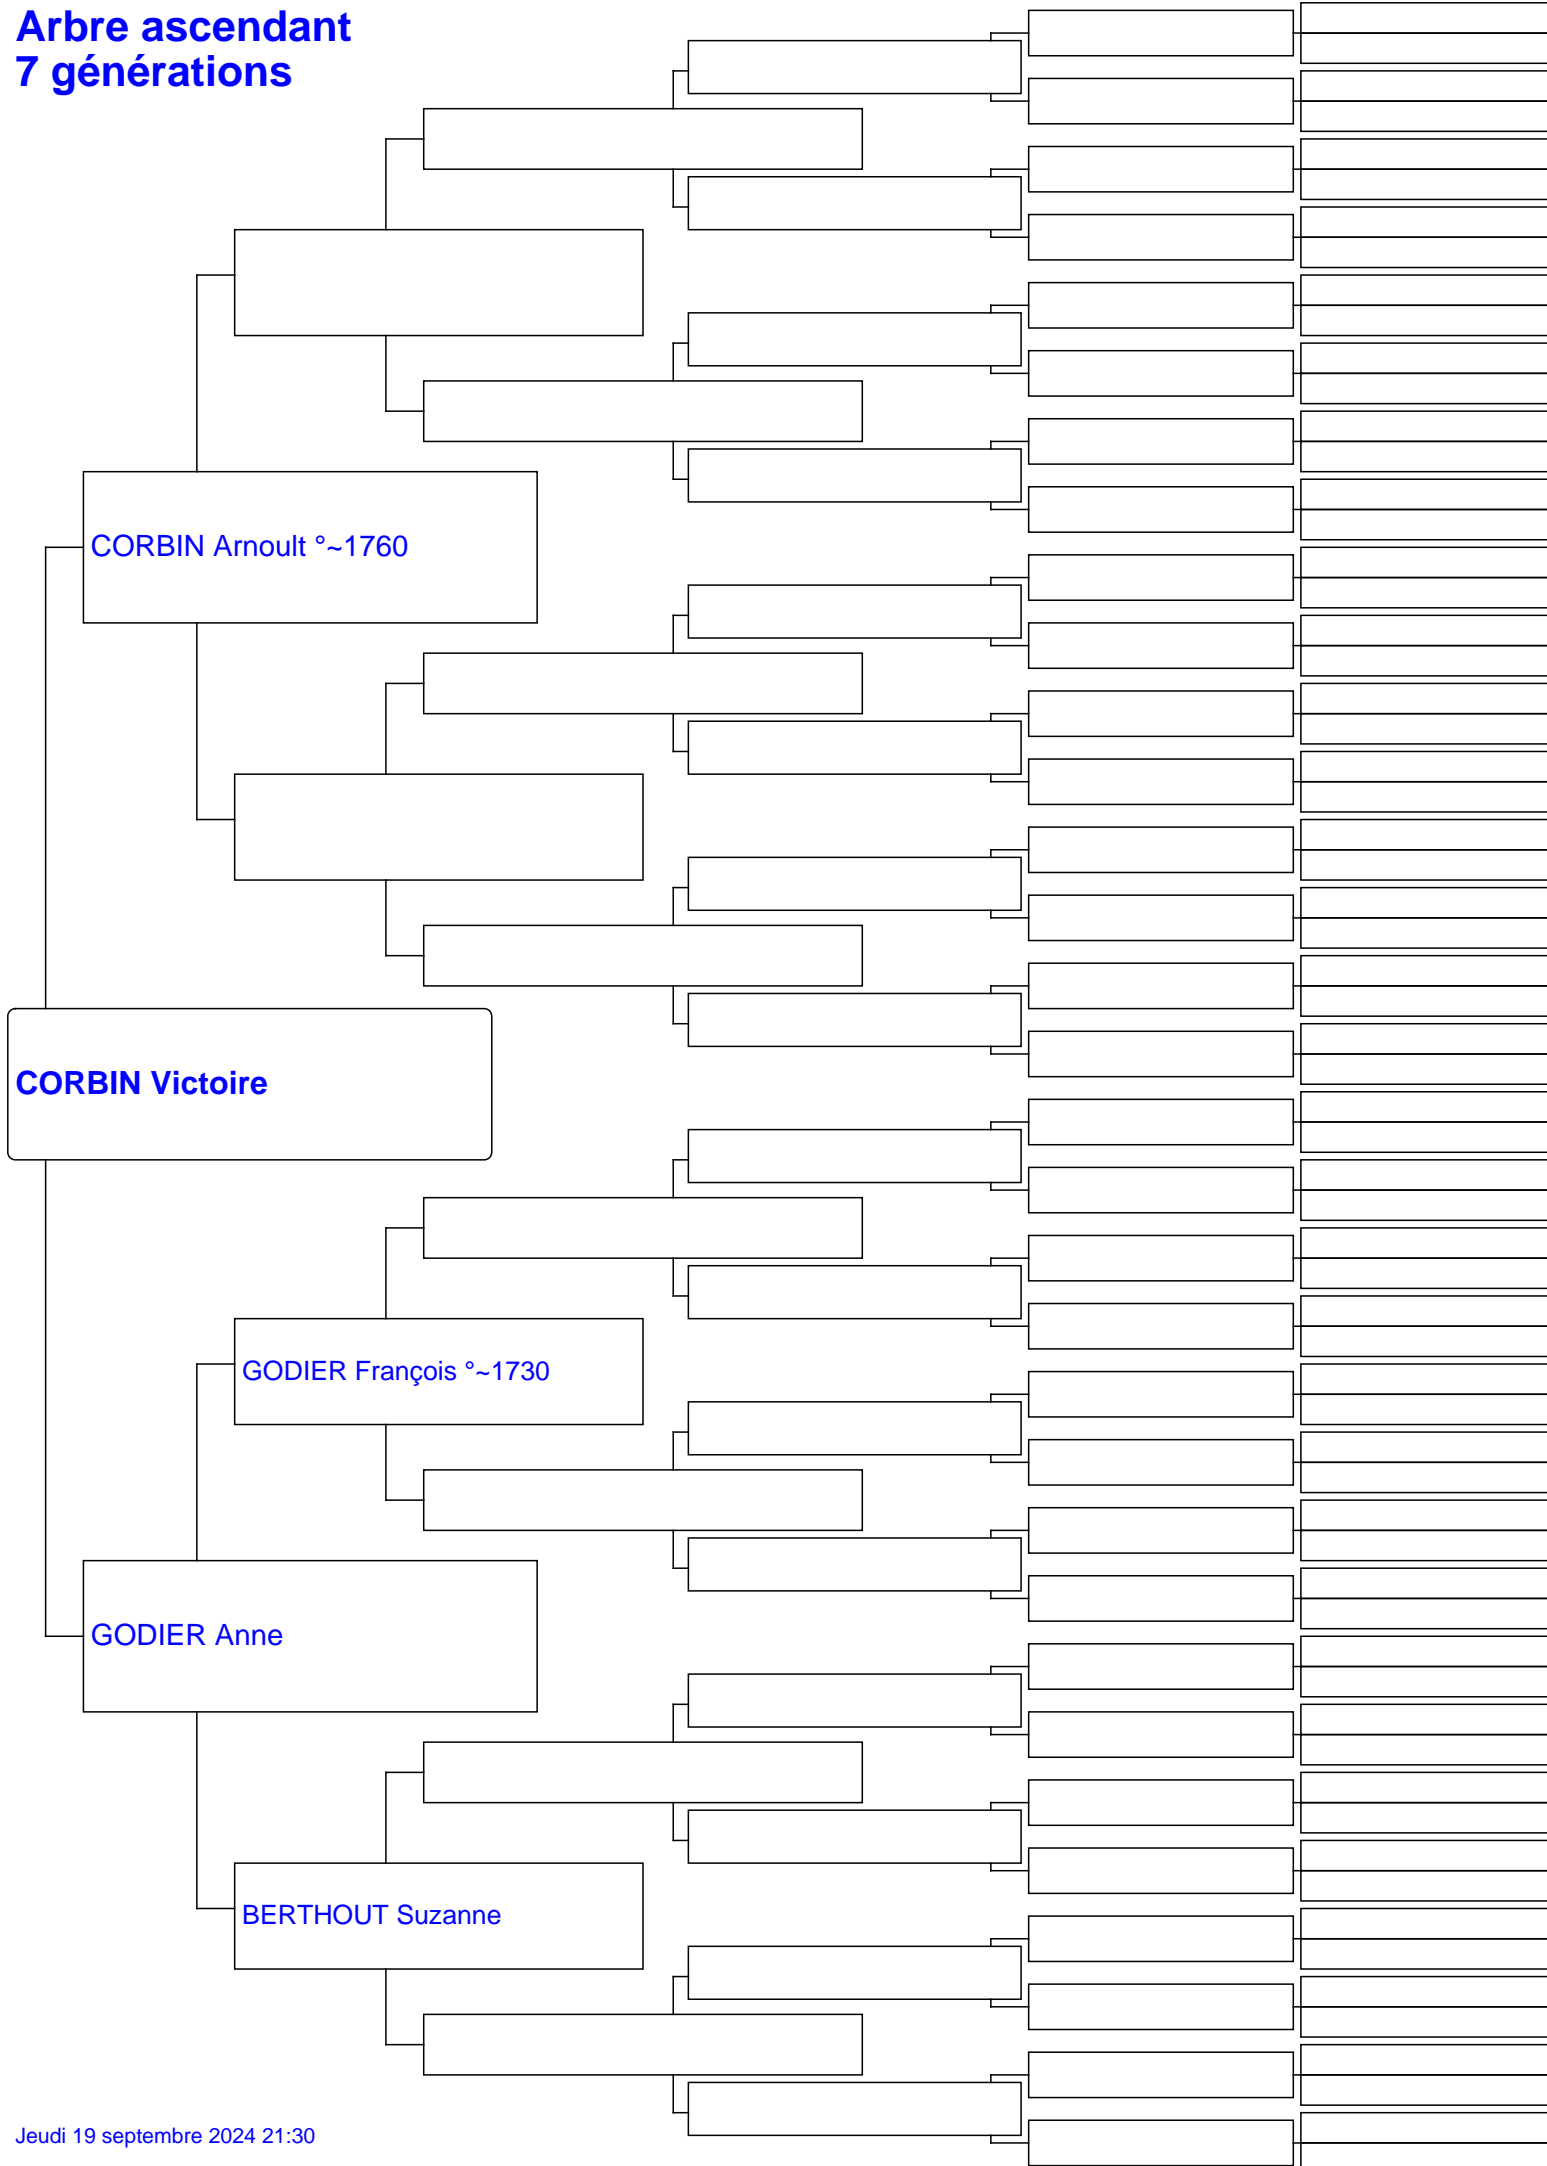 Arbre ascendant
7 générations
CORBIN Arnoult °~1760
CORBIN Victoire
GODIER François °~1730
GODIER Anne
BERTHOUT Suzanne
Jeudi 19 septembre 2024 21:30